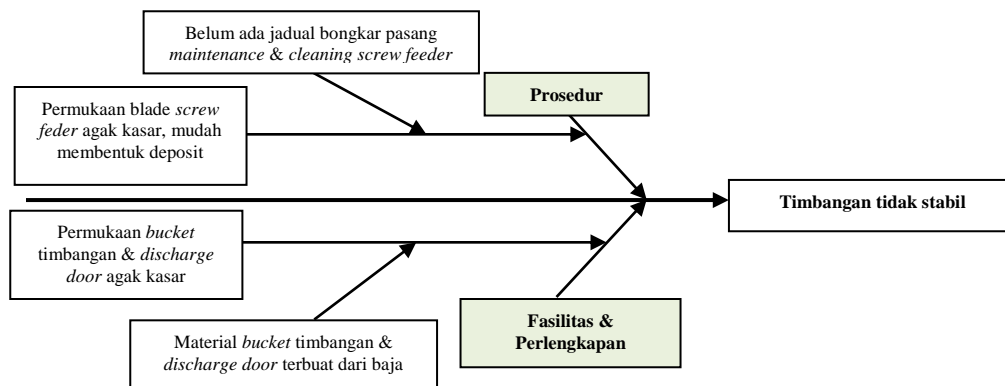 Belum ada jadual bongkar pasang
maintenance & cleaning screw feeder
Prosedur
Permukaan blade screw
feder agak kasar, mudah
membentuk deposit
Timbangan tidak stabil
Permukaan bucket
timbangan & discharge
door agak kasar
Fasilitas &
Perlengkapan
Material bucket timbangan &
discharge door terbuat dari baja